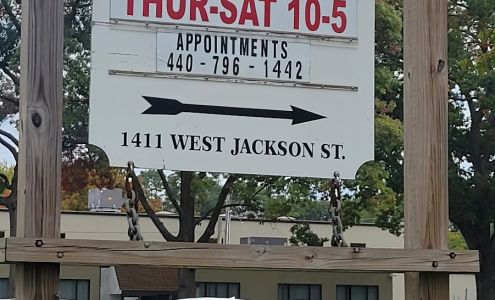 THUR-SAT 10-5
APPOINTMENTS
440-796-1442
1411 WEST JACKSON ST.